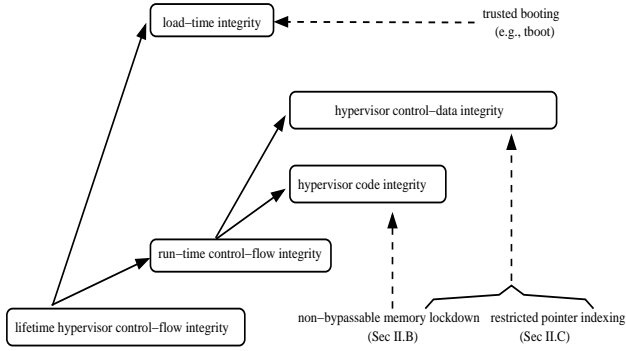 load−time integrity
trusted booting
(e.g., tboot)
hypervisor control−data integrity
hypervisor code integrity
run−time control−flow integrity
lifetime hypervisor control−flow integrity
non−bypassable memory lockdown
(Sec II.B)
restricted pointer indexing
(Sec II.C)